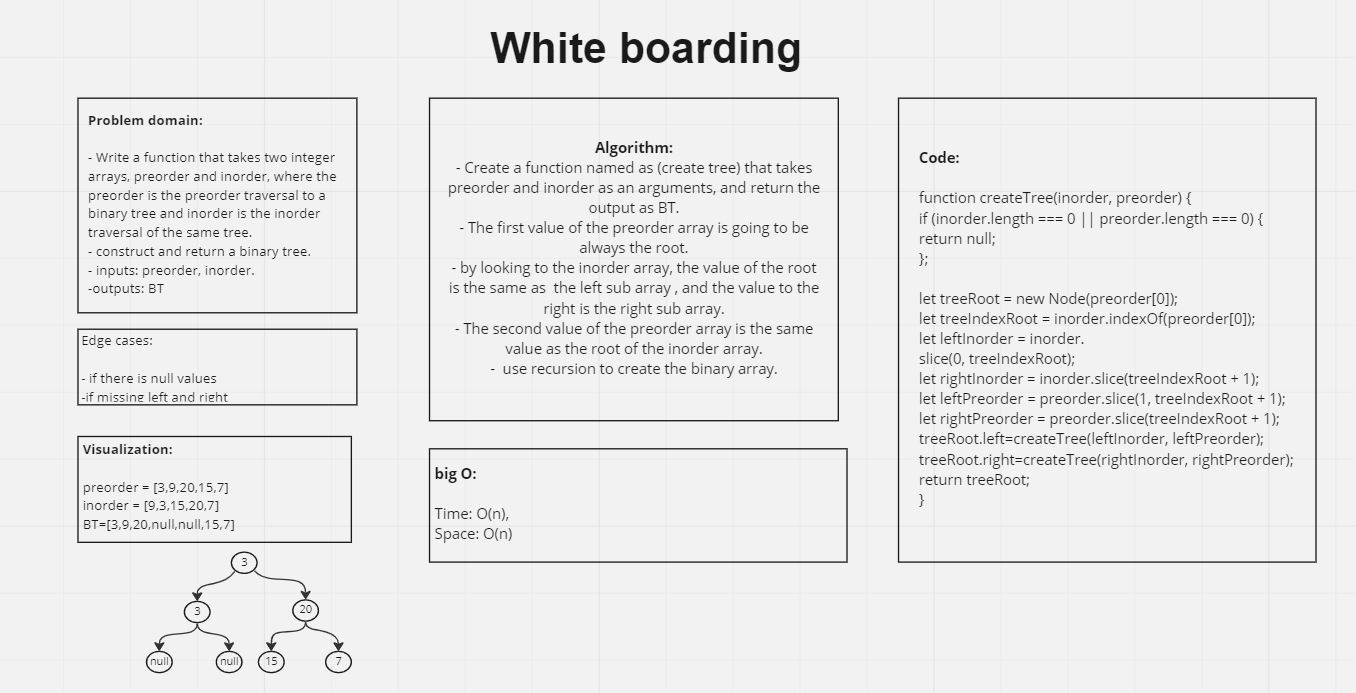 White boarding
Problem domain:
- Write a function that takes two integer
arrays, preorder and inorder, where the
preorder is the preorder traversal to a
binary tree and inorder is the inorder
traversal of the same tree.
- construct and return a binary tree.
- inputs: preorder, inorder.
-outputs: BT
Edge cases:
- if there is null values
-if missing left and right
Visualization:
preorder = [3,9,20,15,7]
inorder = [9,3,15,20,7]
BT=[3,9,20,null,null,15,7]
3
3
20
null
null
15
7
Algorithm:
- Create a function named as (create tree) that takes
preorder and inorder as an arguments, and return the
output as BT.
- The first value of the preorder array is going to be
always the root.
- by looking to the inorder array, the value of the root
is the same as  the left sub array , and the value to the
right is the right sub array.
- The second value of the preorder array is the same
value as the root of the inorder array.
-  use recursion to create the binary array.
big O:
Time: O(n),
Space: O(n)
Code:
function createTree(inorder, preorder) {
if (inorder.length === 0 || preorder.length === 0) {
return null;
};
let treeRoot = new Node(preorder[0]);
let treeIndexRoot = inorder.indexOf(preorder[0]);
let leftInorder = inorder.
slice(0, treeIndexRoot);
let rightInorder = inorder.slice(treeIndexRoot + 1);
let leftPreorder = preorder.slice(1, treeIndexRoot + 1);
let rightPreorder = preorder.slice(treeIndexRoot + 1);
treeRoot.left=createTree(leftInorder, leftPreorder);
treeRoot.right=createTree(rightInorder, rightPreorder);
return treeRoot;
}